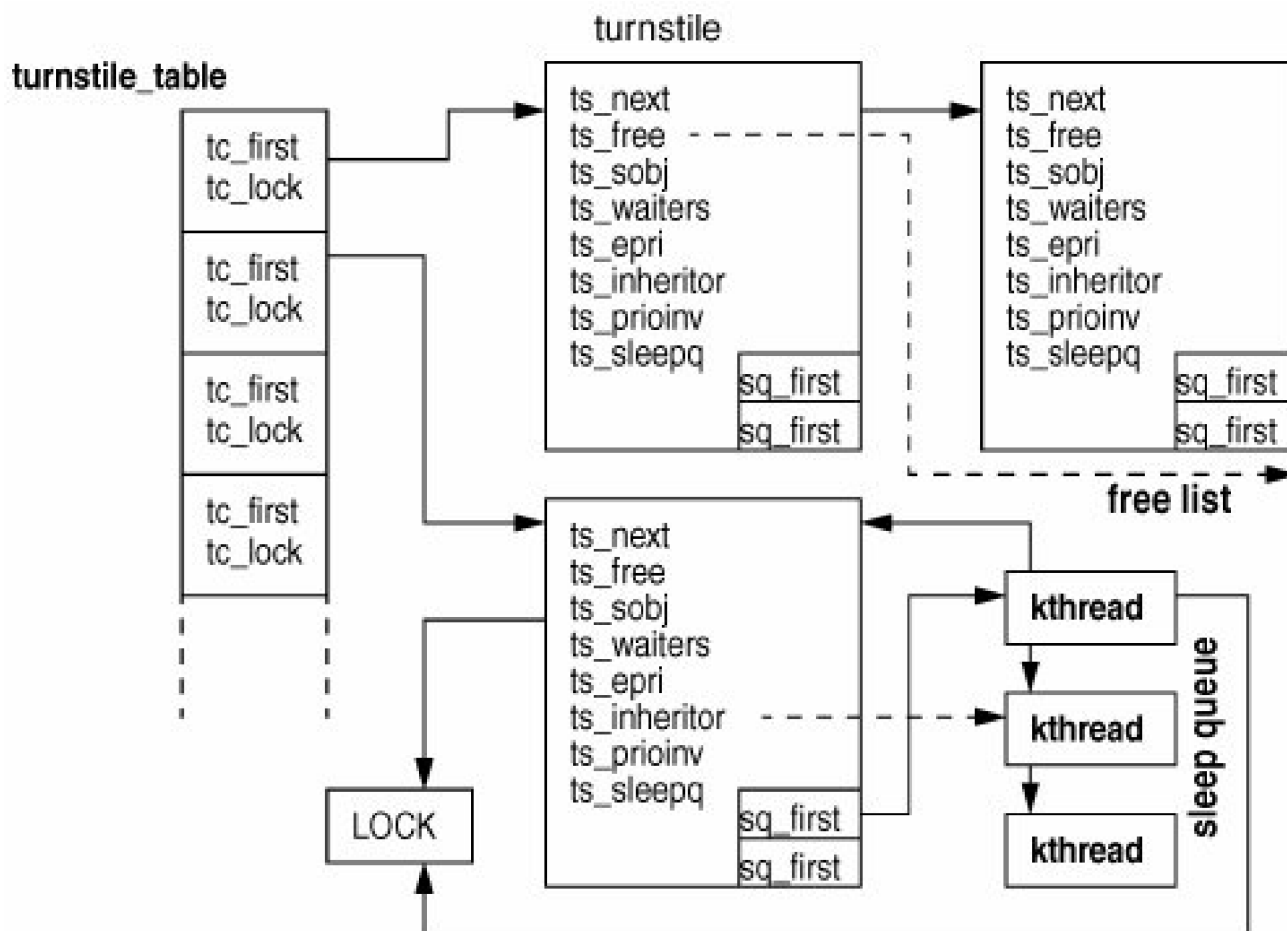 turnstile
turnstile_table
tc_first
tc_lock
tc_first
tc_lock
tc_first
tc_lock
tc_first
tc_lock
ts_next
ts_free
ts_sobj
ts_waiters
ts_epri
ts_inheritor
ts_prioinv
ts_sleepq
sq_first
sq_first
ts_next
ts_free
ts_sobj
ts_waiters
ts_epri
ts_inheritor
ts_prioinv
ts_sleepq
sq_first
sq_first
free list
ts_next
ts_free
ts_sobj
ts_waiters
ts_epri
ts_inheritor
ts_prioinv
ts_sleepq
sq_first
sq_first
kthread
kthread
kthread
sleep queue
LOCK